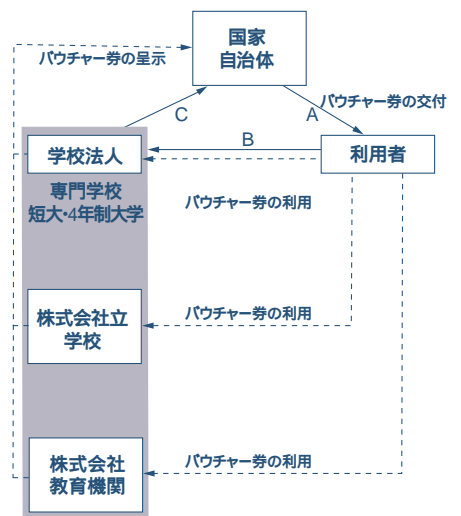 国家
自治体
バウチャー券の呈示
バウチャー券の交付
C
A
B
学校法人
利用者
専門学校
短大・4年制大学
バウチャー券の利用
株式会社立
学校
バウチャー券の利用
株式会社
教育機関
バウチャー券の利用